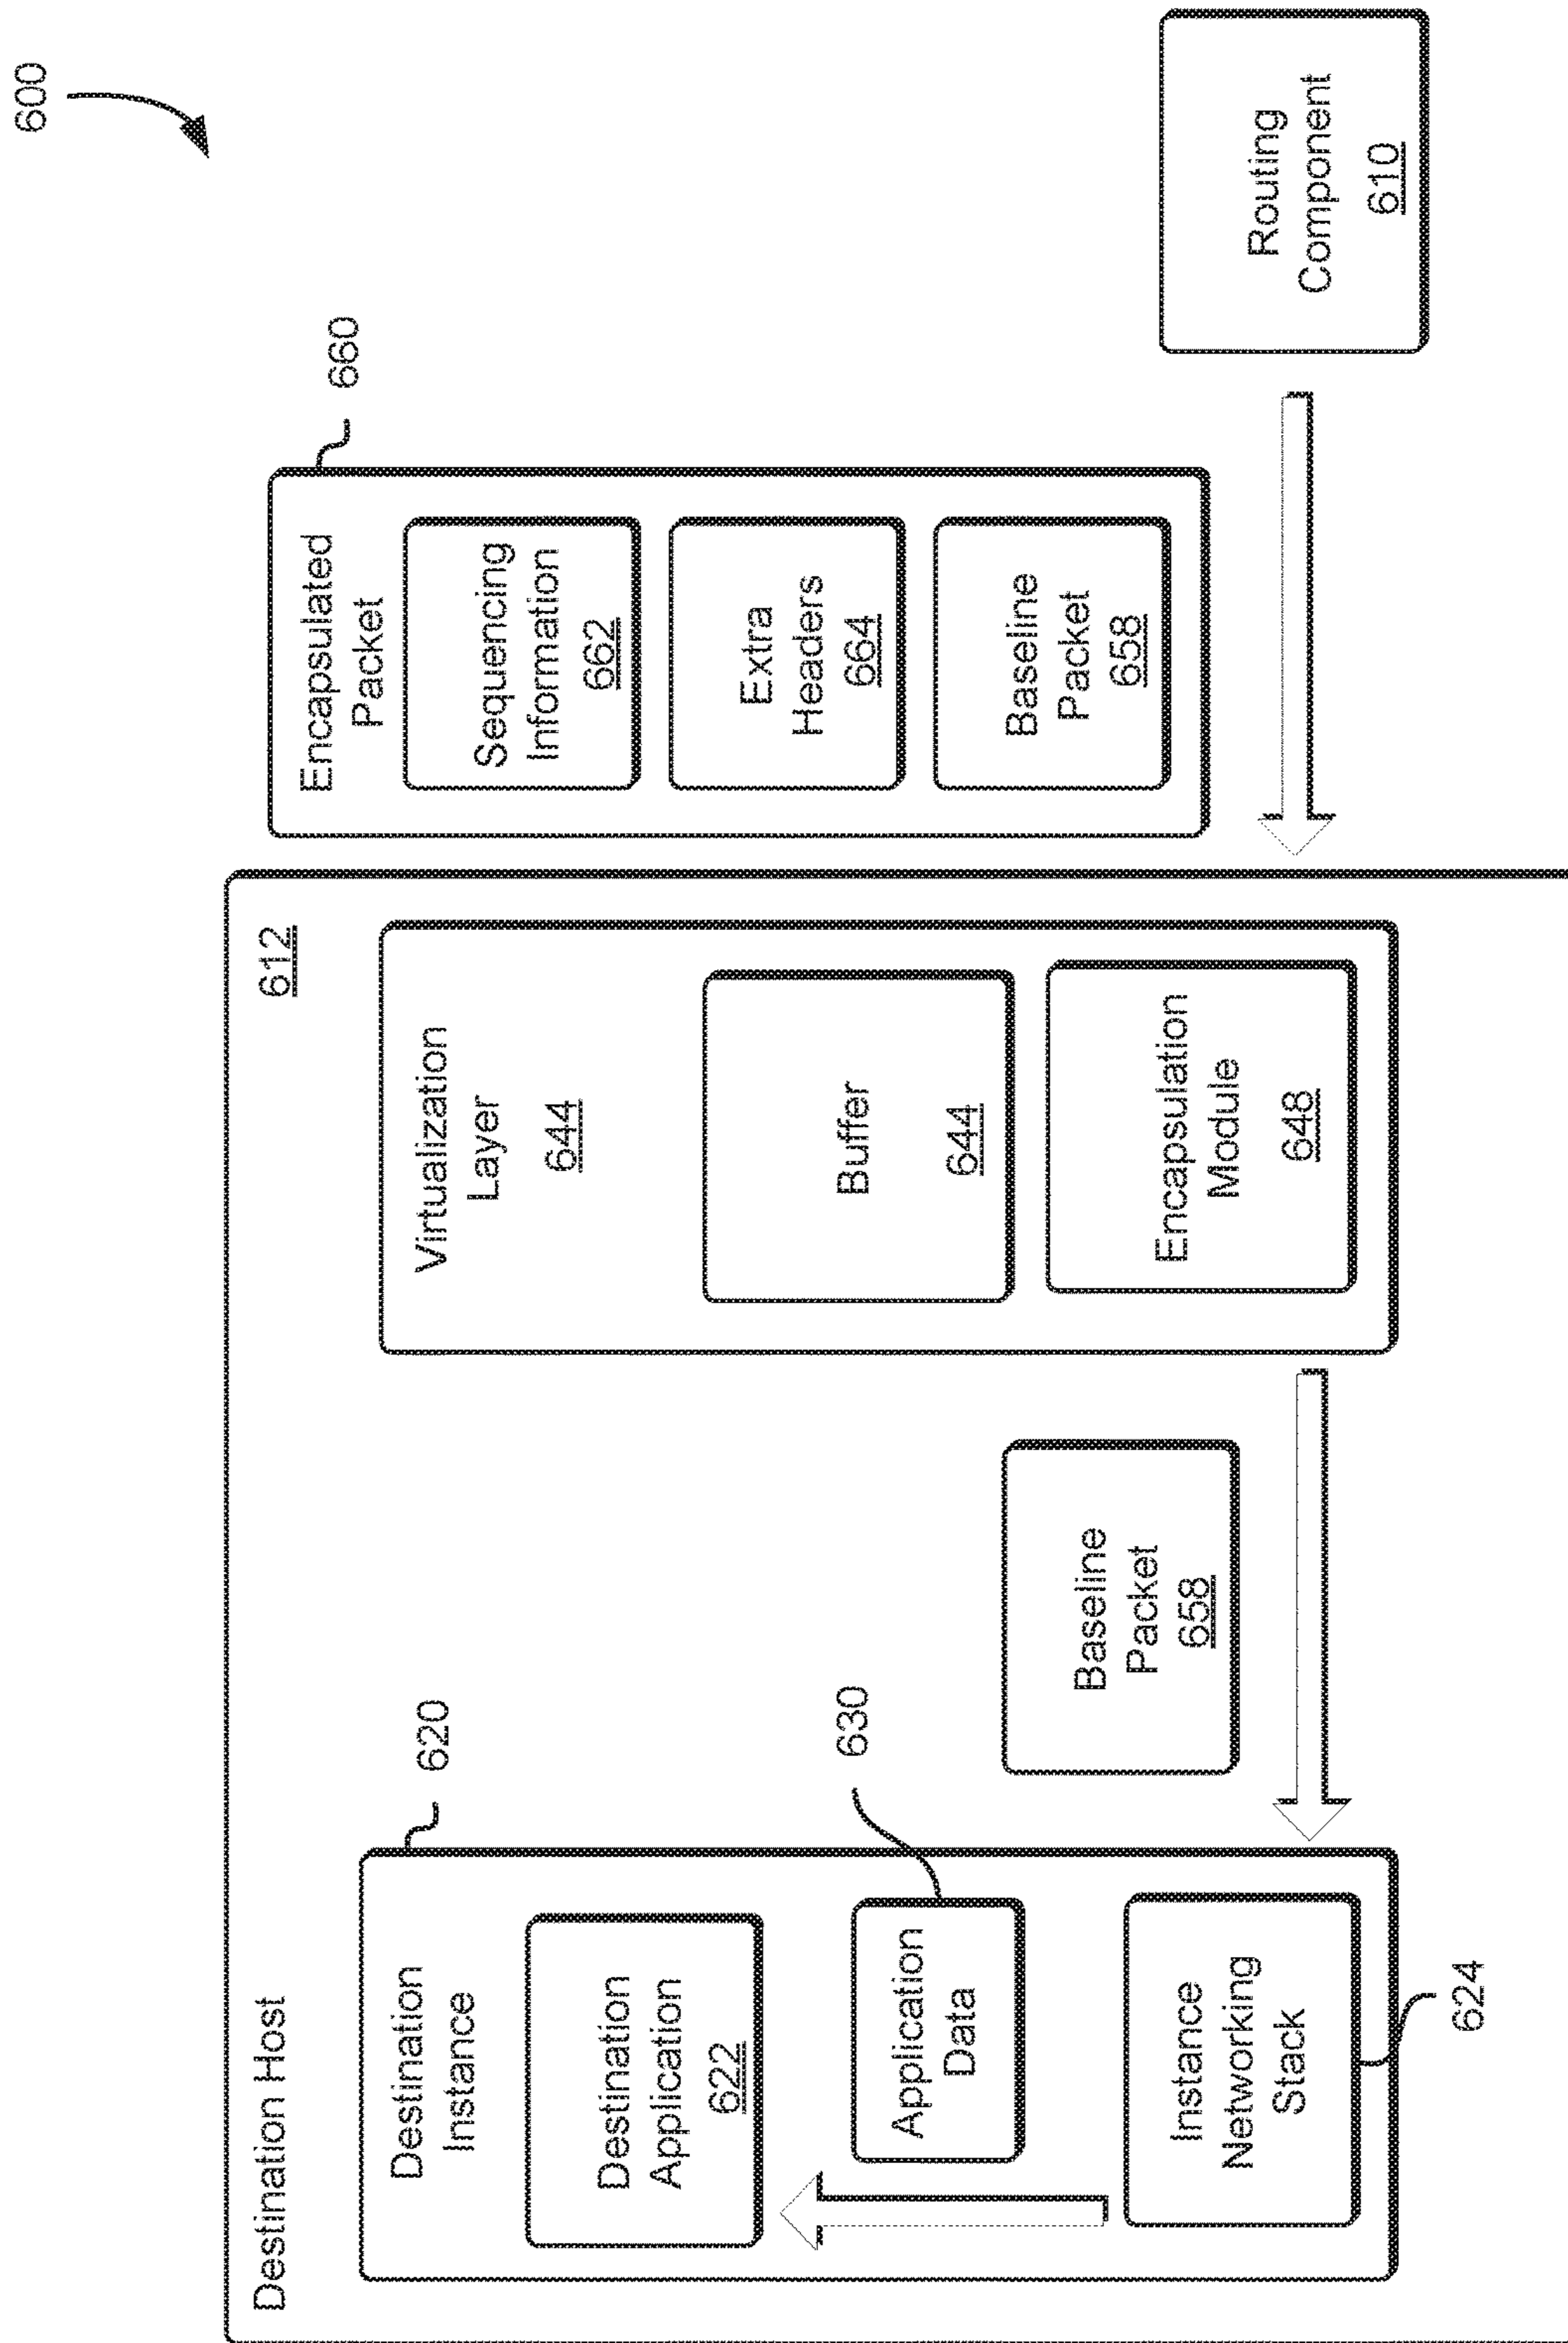 600
Destination Host
612
Destination
Instance
620
Destination
Application
622
Application
Data
630
Instance
Networking
Stack
624
Baseline
Packet
658
Virtualization
Layer
644
Buffer
644
Encapsulation
Module
648
Encapsulated
Packet
660
Sequencing
Information
662
Extra
Headers
664
Baseline
Packet
658
Routing
Component
610